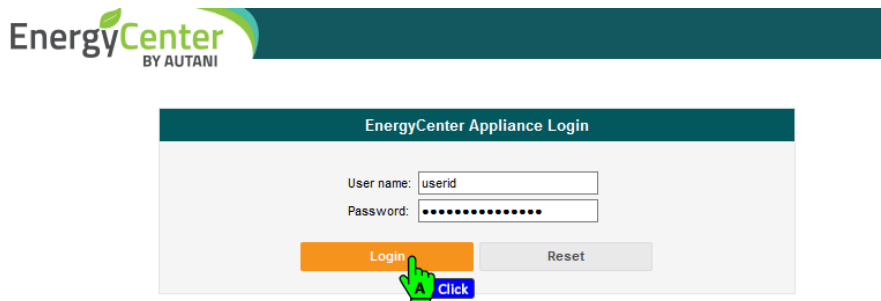 EnergyCenter
BY AUTANI
EnergyCenter Appliance Login
User name: userid
Password: •••••••••••••••
Login Reset
A Click